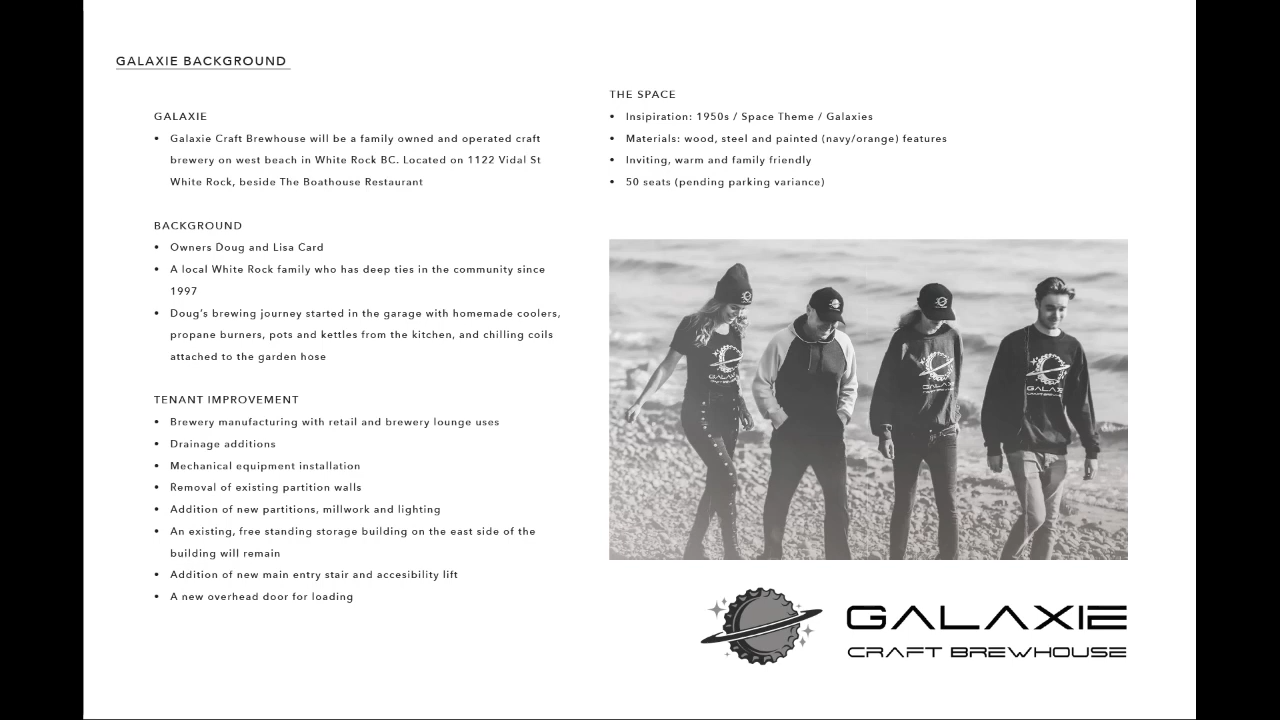 GALAXIE BACKGROUND
GALAXIE
• Galaxie Craft Brewhouse will be a family owned and operated craft
brewery on west beach in White Rock BC. Located on 1122 Vidal St
White Rock, beside The Boathouse Restaurant
BACKGROUND
• Owners Doug and Lisa Card
• A local White Rock family who has deep ties in the community since
1997
• Doug's brewing journey started in the garage with homemade coolers,
propane burners, pots and kettles from the kitchen, and chilling coils
attached to the garden hose
TENANT IMPROVEMENT
• Brewery manufacturing with retail and brewery lounge uses
• Drainage additions
• Mechanical equipment installation
• Removal of existing partition walls
• Addition of new partitions, millwork and lighting
• An existing, free standing storage building on the east side of the
building will remain
• Addition of new main entry stair and accesibility lift
• A new overhead door for loading
THE SPACE
• Insipiration: 1950s / Space Theme / Galaxies
• Materials: wood, steel and painted (navy/orange) features
• Inviting, warm and family friendly
• 50 seats (pending parking variance)
GALAXIE
GALAXIE
GALAXIE
GALAXIE
CRAFT BREWHOUSE